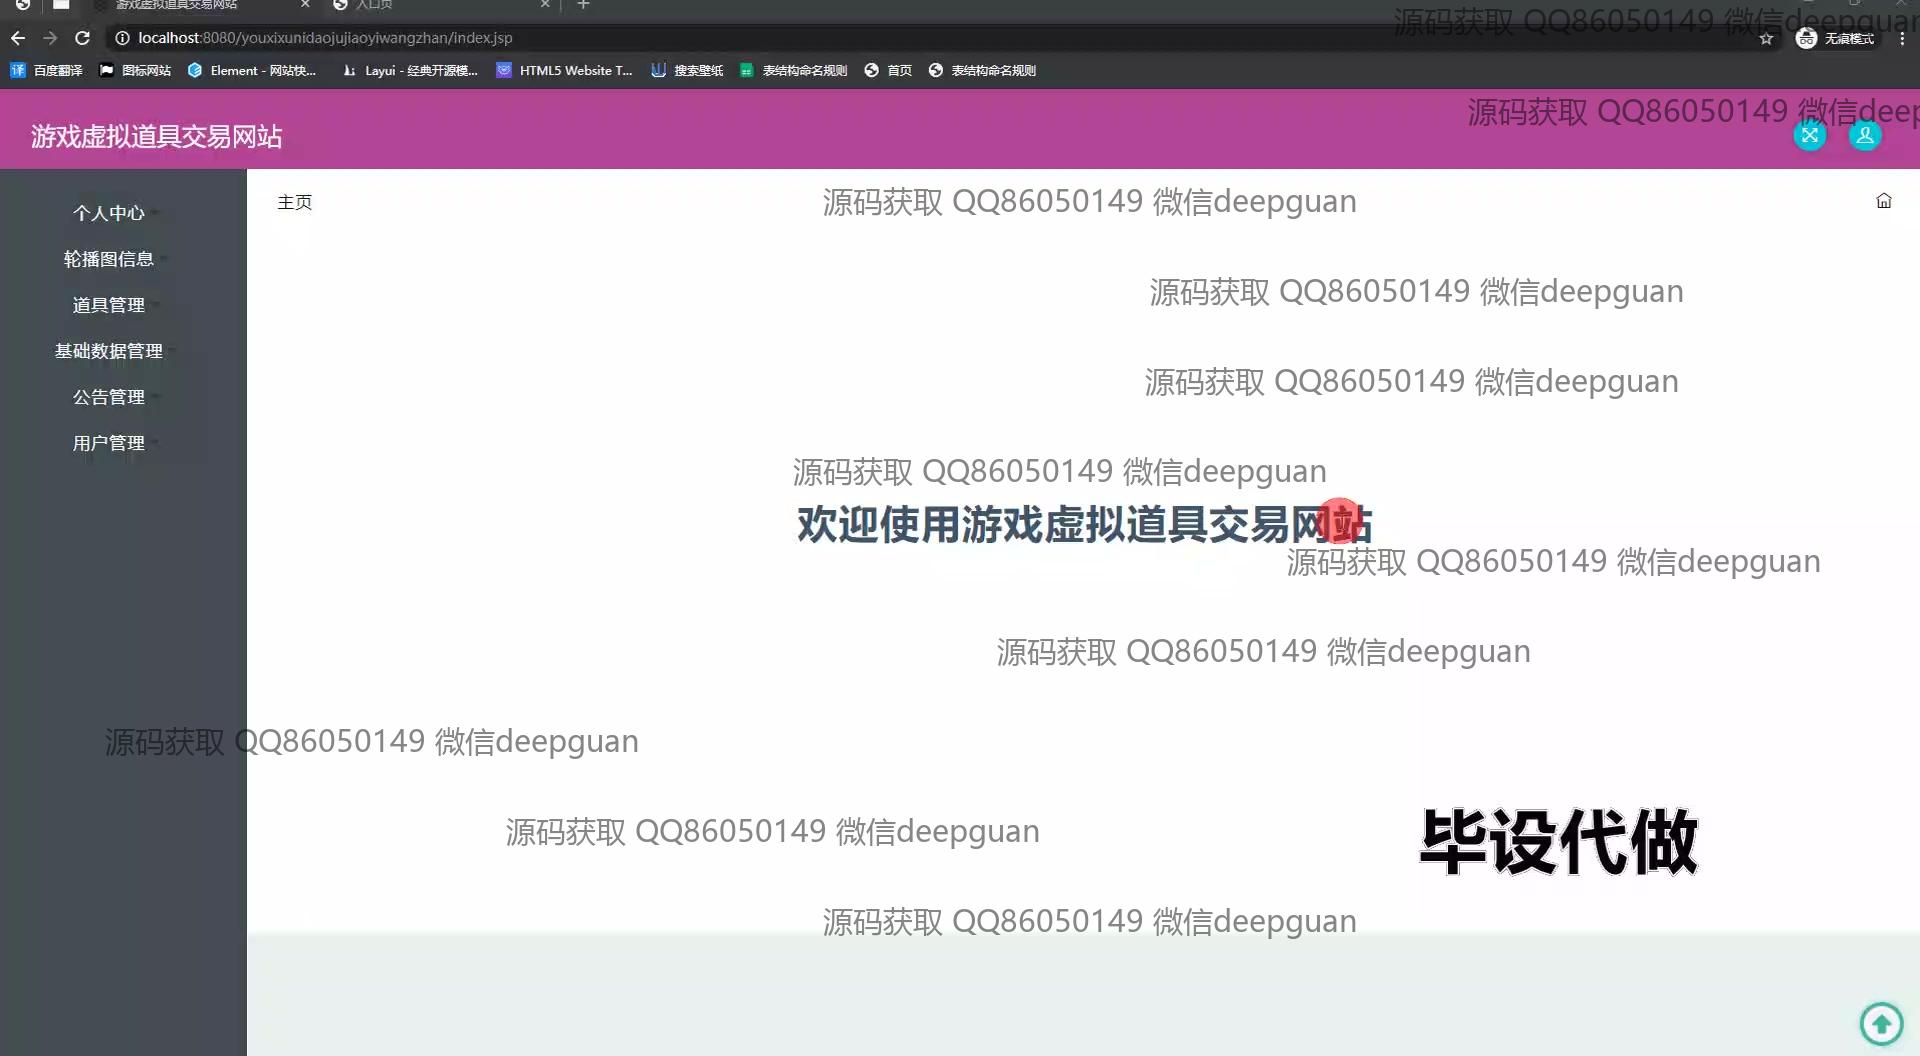 游戏虚拟道具交易网站
入口页
localhost:8080/youxixunidaojujiaoyiwangzhan/index.jsp
源码获取 QQ86050149 微信deepguan
无痕模式
百度翻译
图标网站
Element - 网站快...
Layui - 经典开源模...
HTML5 Website T...
搜索壁纸
表结构命名规则
首页
表结构命名规则
源码获取 QQ86050149 微信deep
游戏虚拟道具交易网站
个人中心
轮播图信息
道具管理
基础数据管理
公告管理
用户管理
主页
源码获取 QQ86050149 微信deepguan
源码获取 QQ86050149 微信deepguan
源码获取 QQ86050149 微信deepguan
源码获取 QQ86050149 微信deepguan
欢迎使用游戏虚拟道具交易网站
源码获取 QQ86050149 微信deepguan
源码获取 QQ86050149 微信deepguan
源码获取 QQ86050149 微信deepguan
源码获取 QQ86050149 微信deepguan
毕设代做
源码获取 QQ86050149 微信deepguan